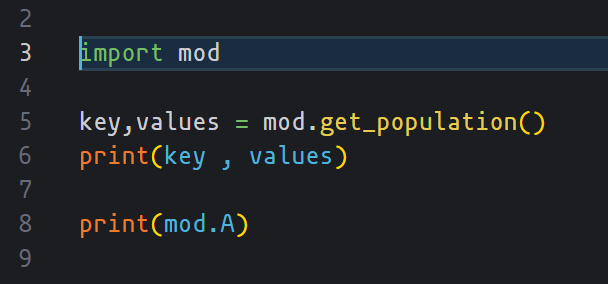 2
3 import mod
4
5 key,values = mod.get_population()
6 print(key , values)
7
8 print(mod.A)
9